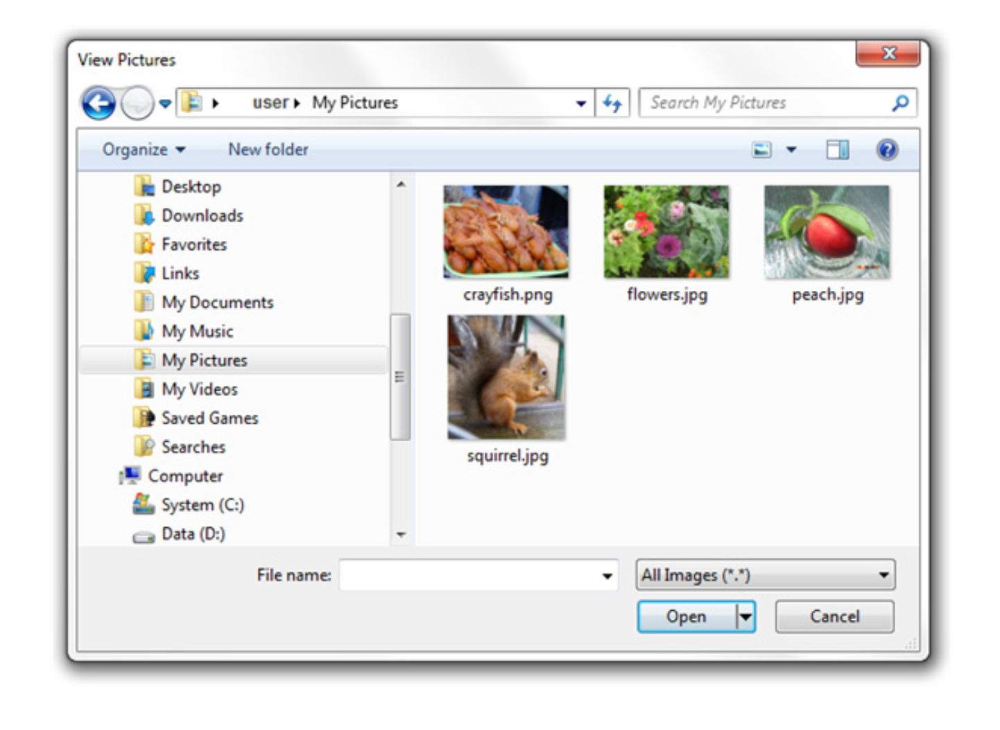 View Pictures
user My Pictures
Search My Pictures
Organize New folder
Desktop
Downloads
Favorites
Links
My Documents
My Music
My Pictures
My Videos
Saved Games
Searches
Computer
System (C:)
Data (D:)
crayfish.png flowers.jpg peach.jpg
squirrel.jpg
File name: All Images (*.*)
Open Cancel